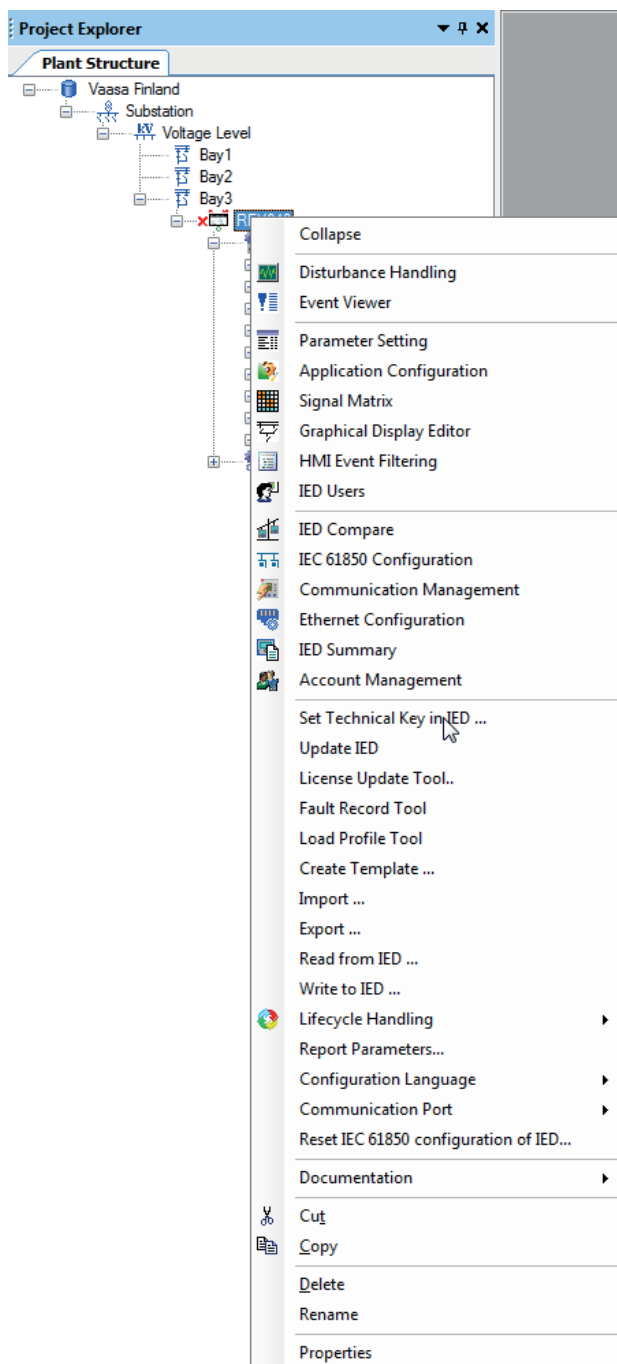 Project Explorer
Plant Structure
Vaasa Finland
Substation
Voltage Level
Bay1
Bay2
Bay3
Collapse
Disturbance Handling
Event Viewer
Parameter Setting
Application Configuration
Signal Matrix
Graphical Display Editor
HMI Event Filtering
IED Users
IED Compare
IEC 61850 Configuration
Communication Management
Ethernet Configuration
IED Summary
Account Management
Set Technical Key in IED ...
Update IED
License Update Tool..
Fault Record Tool
Load Profile Tool
Create Template ...
Import ...
Export ...
Read from IED ...
Write to IED ...
Lifecycle Handling
Report Parameters...
Configuration Language
Communication Port
Reset IEC 61850 configuration of IED...
Documentation
Cut
Copy
Delete
Rename
Properties